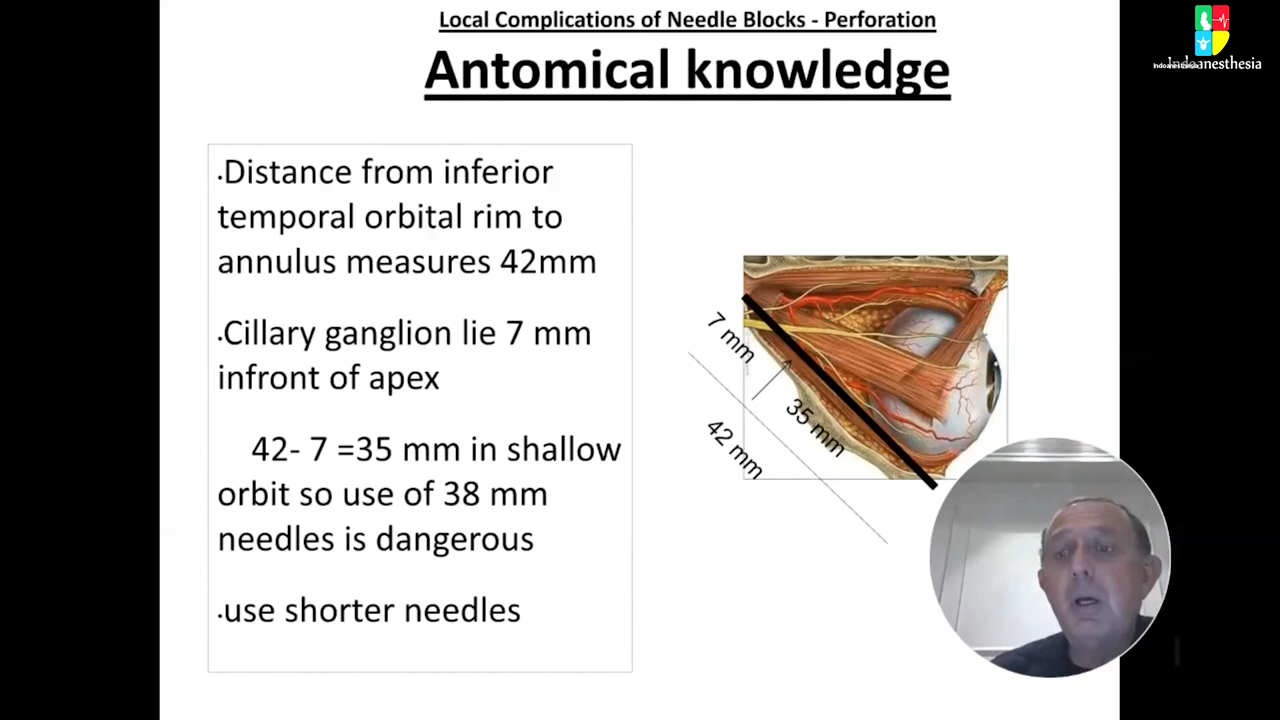 Local Complications of Needle Blocks - Perforation
Antomical knowledge
Indoanesthesia
Indoanesthesia
·Distance from inferior
temporal orbital rim to
annulus measures 42mm
·Cillary ganglion lie 7 mm
infront of apex
42- 7 =35 mm in shallow
orbit so use of 38 mm
needles is dangerous
·use shorter needles
7 mm
35 mm
42 mm